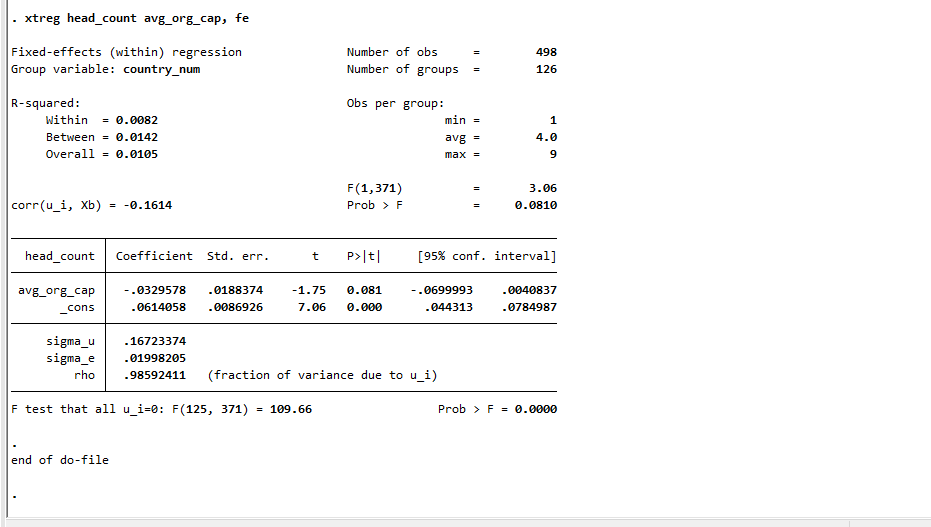 . xtreg head_count avg_org_cap, fe
Fixed-effects (within) regression Number of obs = 498
Group variable: country_num Number of groups = 126
R-squared: Obs per group:
Within = 0.0082 min = 1
Between = 0.0142 avg = 4.0
Overall = 0.0105 max = 9
F(1,371) = 3.06
corr(u_i, Xb) = -0.1614 Prob > F = 0.0810
head_count Coefficient Std. err. t P>|t| [95% conf. interval]
avg_org_cap -.0329578 .0188374 -1.75 0.081 -.0699993 .0040837
_cons .0614058 .0086926 7.06 0.000 .044313 .0784987
sigma_u .16723374
sigma_e .01998205
rho .98592411 (fraction of variance due to u_i)
F test that all u_i=0: F(125, 371) = 109.66 Prob > F = 0.0000
.
end of do-file
.